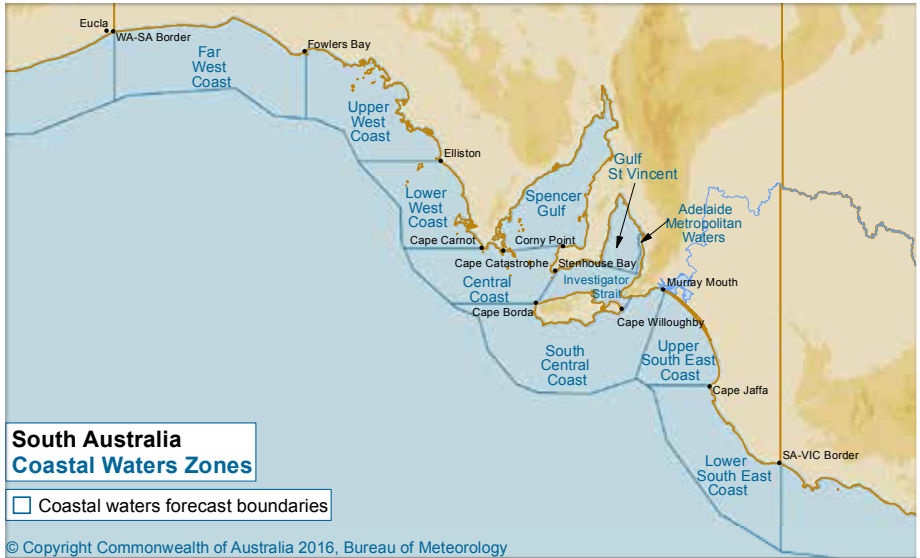 Eucla
WA-SA Border
Fowlers Bay
Far
West
Coast
Upper
West
Coast
Elliston
Gulf
St Vincent
Lower
West
Coast
Spencer
Gulf
Adelaide
Metropolitan
Waters
Cape Carnot
Corny Point
Cape Catastrophe
Stenhouse Bay
Central
Coast
Investigator
Strait
Murray Mouth
Cape Borda
Cape Willoughby
South
Central
Coast
Upper
South East
Coast
Cape Jaffa
SA-VIC Border
Lower
South East
Coast
South Australia
Coastal Waters Zones
Coastal waters forecast boundaries
© Copyright Commonwealth of Australia 2016, Bureau of Meteorology